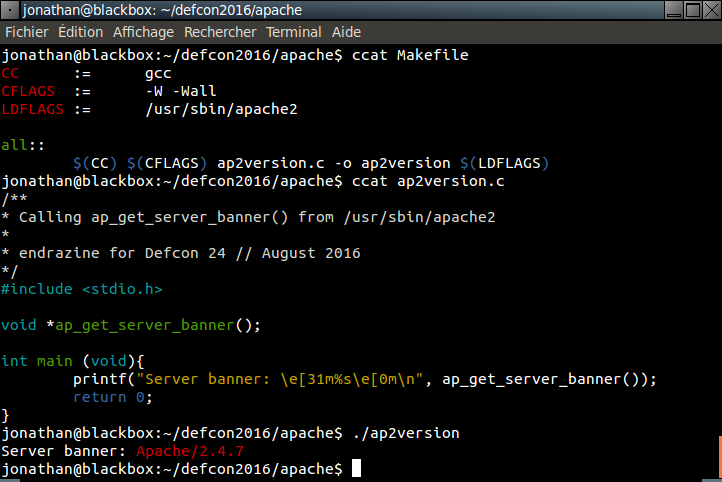 jonathan@blackbox: ~/defcon2016/apache
Fichier Édition Affichage Rechercher Terminal Aide
jonathan@blackbox:~/defcon2016/apache$ ccat Makefile
CC      :=      gcc
CFLAGS  :=      -W -Wall
LDFLAGS :=      /usr/sbin/apache2
all::
        $(CC) $(CFLAGS) ap2version.c -o ap2version $(LDFLAGS)
jonathan@blackbox:~/defcon2016/apache$ ccat ap2version.c
/**
* Calling ap_get_server_banner() from /usr/sbin/apache2
*
* endrazine for Defcon 24 // August 2016
*/
#include <stdio.h>
void *ap_get_server_banner();
int main (void){
        printf("Server banner: \e[31m%s\e[0m\n", ap_get_server_banner());
        return 0;
}
jonathan@blackbox:~/defcon2016/apache$ ./ap2version
Server banner: Apache/2.4.7
jonathan@blackbox:~/defcon2016/apache$